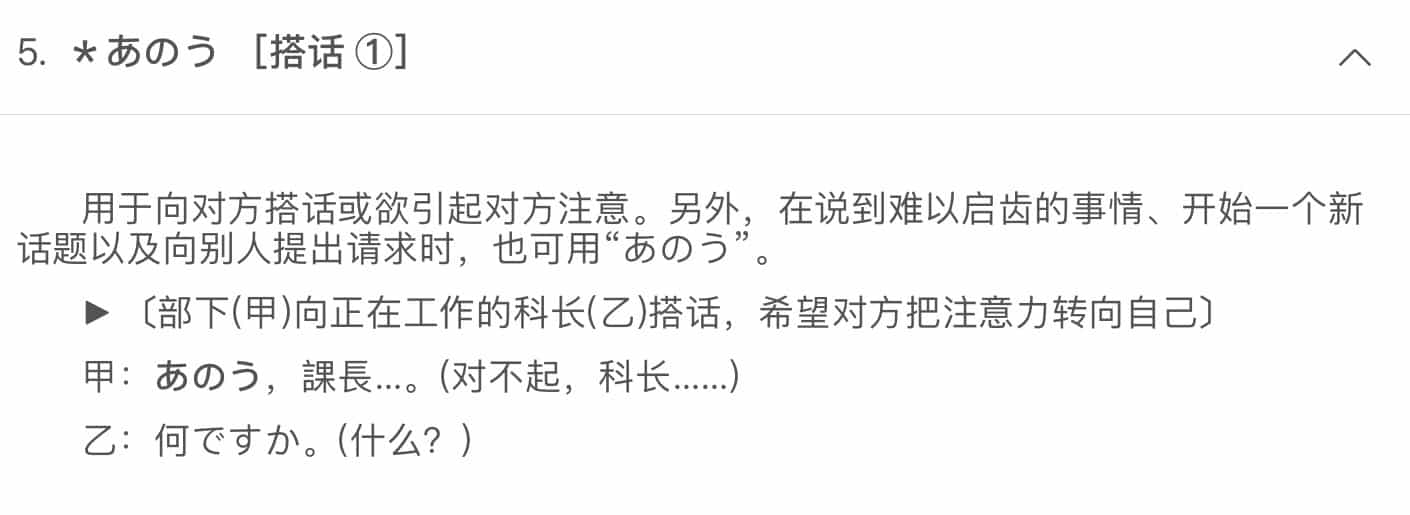 5. ＊あのう ［搭话 ①］
用于向对方搭话或欲引起对方注意。另外，在说到难以启齿的事情、开始一个新
话题以及向别人提出请求时，也可用“あのう”。
▶ 〔部下(甲)向正在工作的科长(乙)搭话，希望对方把注意力转向自己〕
甲：あのう，課長…。(对不起，科长……)
乙：何ですか。(什么？)